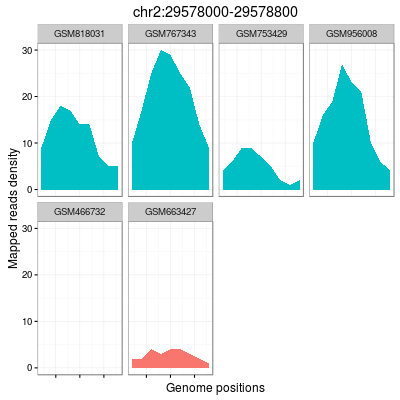 chr2:29578000-29578800
GSM818031 GSM767343 GSM753429 GSM956008
30
20
10
0
GSM466732 GSM663427
30
20
10
0
Mapped reads density
Genome positions